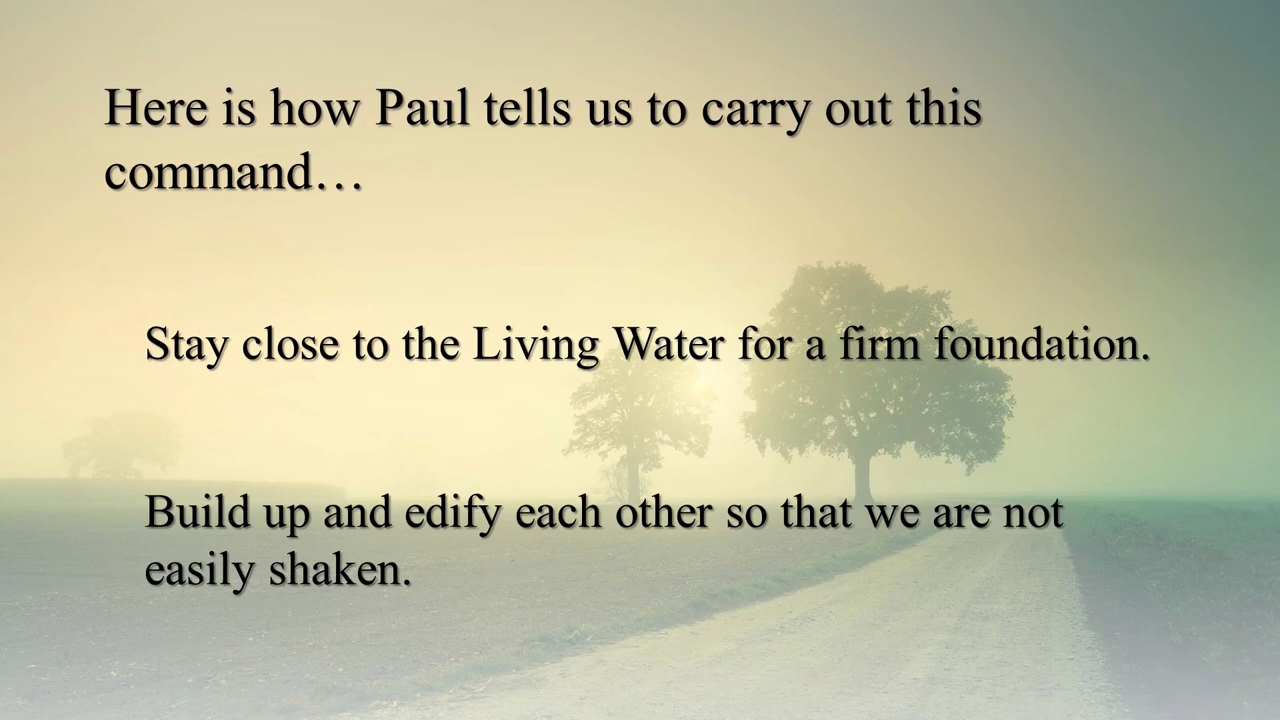 Here is how Paul tells us to carry out this
command…
Stay close to the Living Water for a firm foundation.
Build up and edify each other so that we are not
easily shaken.